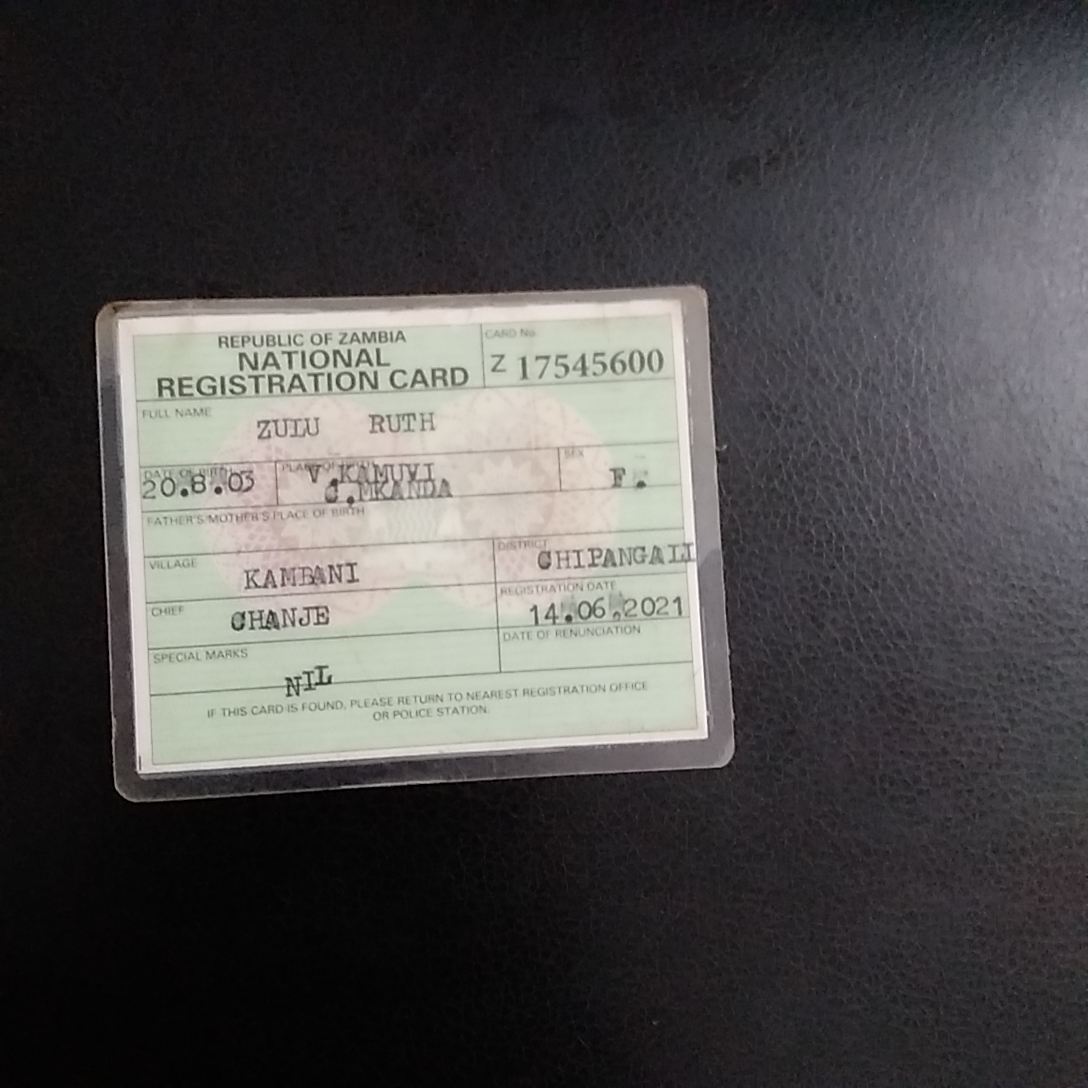 REPUBLIC OF ZAMBIA
NATIONAL
REGISTRATION CARD
CARD No.
Z 17545600
FULL NAME
ZULU RUTH
DATE OF BIRTH
20.8.03
PLACE OF BIRTH
V.KAMUVI
C.MKANDA
SEX
F.
FATHER'S/MOTHER'S PLACE OF BIRTH
VILLAGE
KAMBANI
DISTRICT
CHIPANGALI
CHIEF
CHANJE
REGISTRATION DATE
14.06.2021
SPECIAL MARKS
NIL
DATE OF RENUNCIATION
IF THIS CARD IS FOUND, PLEASE RETURN TO NEAREST REGISTRATION OFFICE
OR POLICE STATION.